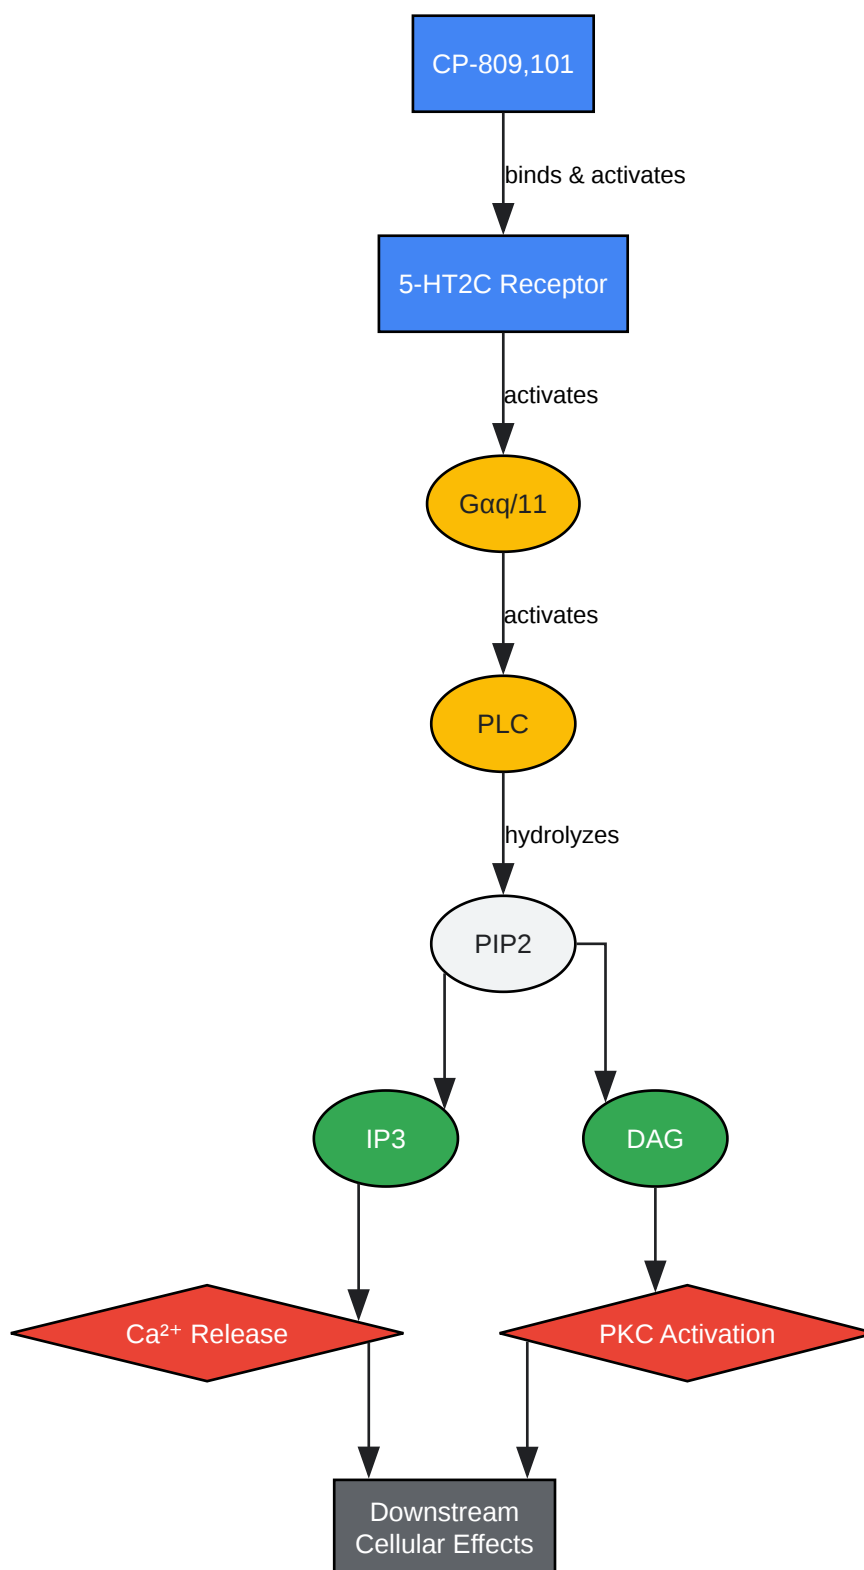 CP-809,101
binds & activates
5-HT2C Receptor
activates
Gαq/11
activates
PLC
hydrolyzes
PIP2
IP3
DAG
Ca²⁺ Release
PKC Activation
Downstream
Cellular Effects